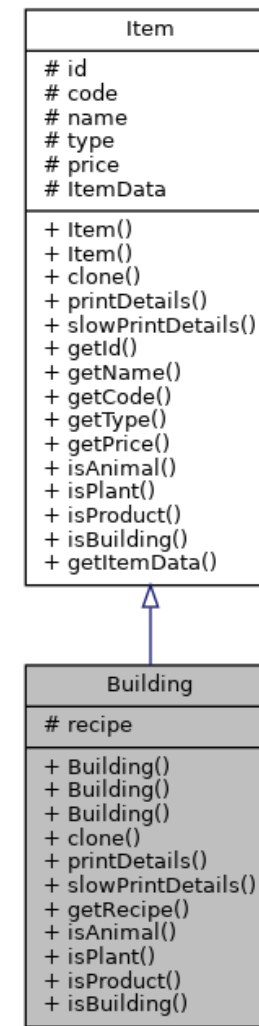 Item
# id
# code
# name
# type
# price
# ItemData
+ Item()
+ Item()
+ clone()
+ printDetails()
+ slowPrintDetails()
+ getId()
+ getName()
+ getCode()
+ getType()
+ getPrice()
+ isAnimal()
+ isPlant()
+ isProduct()
+ isBuilding()
+ getItemData()
Building
# recipe
+ Building()
+ Building()
+ Building()
+ clone()
+ printDetails()
+ slowPrintDetails()
+ getRecipe()
+ isAnimal()
+ isPlant()
+ isProduct()
+ isBuilding()